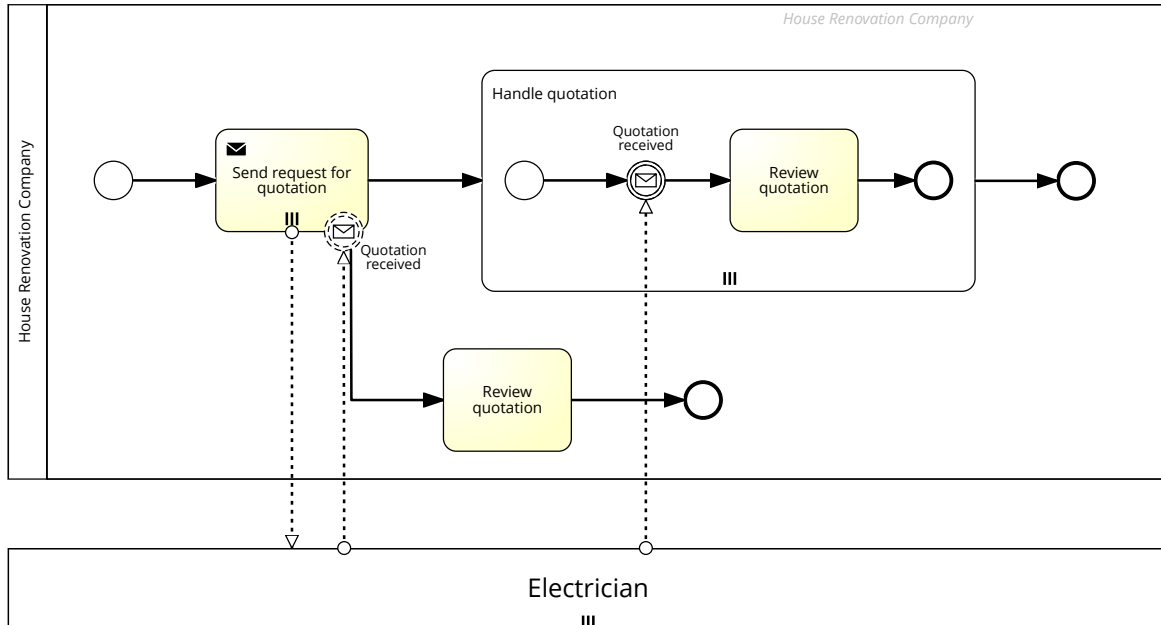 House Renovation Company
House Renovation Company
Handle quotation
Quotation
received
Send request for
quotation
Review
quotation
Quotation
received
Review
quotation
Electrician